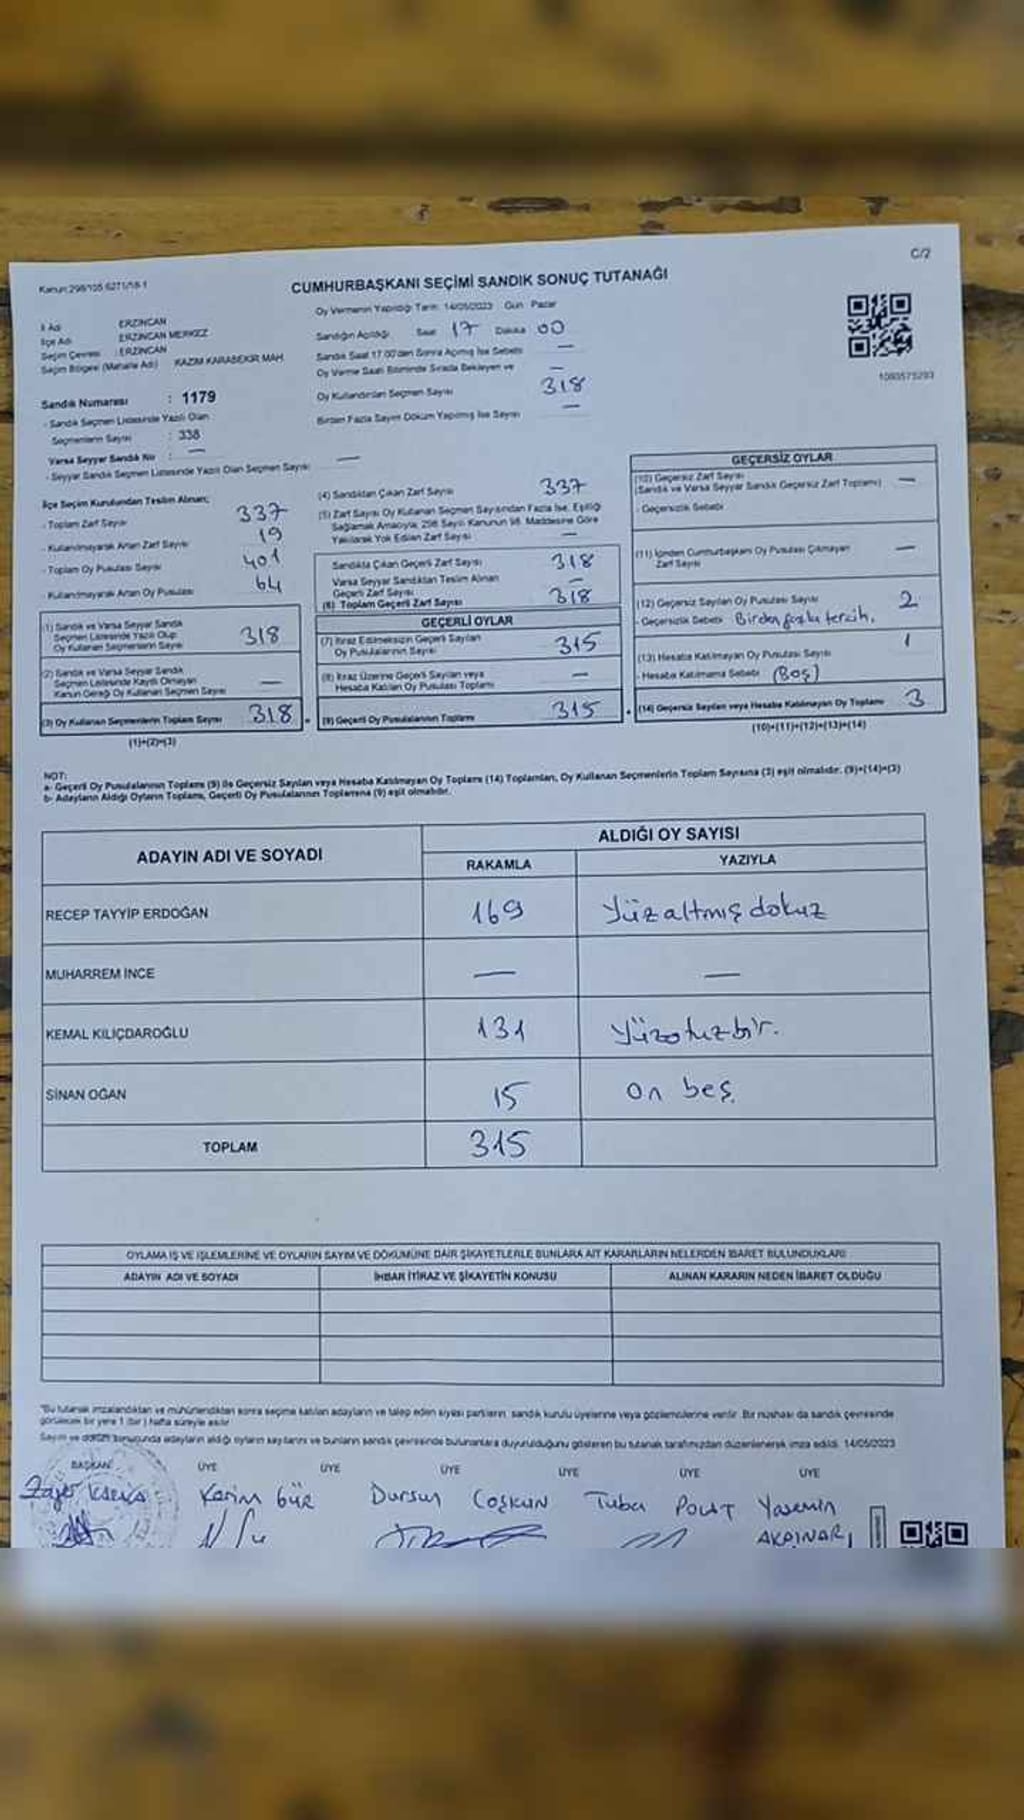 C/2
Kanun:298/105 6271/18-1
CUMHURBAŞKANI SEÇİMİ SANDIK SONUÇ TUTANAĞI
İl Adı ERZİNCAN
İlçe Adı ERZİNCAN MERKEZ
Seçim Çevresi : ERZİNCAN
Seçim Bölgesi (Mahalle Adı) KAZIM KARABEKİR MAH.
Sandık Numarası : 1179
- Sandık Seçmen Listesinde Yazılı Olan
Seçmenlerin Sayısı : 338
Varsa Seyyar Sandık No : —
- Seyyar Sandık Seçmen Listesinde Yazılı Olan Seçmen Sayısı —
Oy Vermenin Yapıldığı Tarih: 14/05/2023 Gün Pazar
Sandığın Açıldığı Saat 17 Dakika 00
Sandık Saat 17.00'den Sonra Açılmış İse Sebebi —
Oy Verme Saati Bitiminde Sırada Bekleyen ve —
Oy Kullandırılan Seçmen Sayısı 318
Birden Fazla Sayım Döküm Yapılmış İse Sayısı —
1093575293
İlçe Seçim Kurulundan Teslim Alınan;
- Toplam Zarf Sayısı 337
- Kullanılmayarak Artan Zarf Sayısı 19
- Toplam Oy Pusulası Sayısı 401
- Kullanılmayarak Artan Oy Pusulası 64
(1) Sandık ve Varsa Seyyar Sandık
Seçmen Listesinde Yazılı Olup
Oy Kullanan Seçmenlerin Sayısı 318
(2) Sandık ve Varsa Seyyar Sandık
Seçmen Listesinde Kayıtlı Olmayan
Kanun Gereği Oy Kullanan Seçmen Sayısı —
(3) Oy Kullanan Seçmenlerin Toplam Sayısı 318
(1)+(2)=(3)
(4) Sandıktan Çıkan Zarf Sayısı 337
(5) Zarf Sayısı Oy Kullanan Seçmen Sayısından Fazla İse, Eşitliği
Sağlamak Amacıyla, 298 Sayılı Kanunun 98. Maddesine Göre
Yakılarak Yok Edilen Zarf Sayısı —
Sandıkta Çıkan Geçerli Zarf Sayısı 318
Varsa Seyyar Sandıktan Teslim Alınan
Geçerli Zarf Sayısı —
(6) Toplam Geçerli Zarf Sayısı 318
GEÇERLİ OYLAR
(7) İtiraz Edilmeksizin Geçerli Sayılan
Oy Pusulalarının Sayısı 315
(8) İtiraz Üzerine Geçerli Sayılan veya
Hesaba Katılan Oy Pusulası Toplamı —
(9) Geçerli Oy Pusulalarının Toplamı 315
GEÇERSİZ OYLAR
(10) Geçersiz Zarf Sayısı
(Sandık ve Varsa Seyyar Sandık Geçersiz Zarf Toplamı) —
- Geçersizlik Sebebi
(11) İçinden Cumhurbaşkanı Oy Pusulası Çıkmayan
Zarf Sayısı —
(12) Geçersiz Sayılan Oy Pusulası Sayısı 2
- Geçersizlik Sebebi Birden fazla tercih.
(13) Hesaba Katılmayan Oy Pusulası Sayısı 1
- Hesaba Katılmama Sebebi (Boş)
(14) Geçersiz Sayılan veya Hesaba Katılmayan Oy Toplamı 3
(10)+(11)+(12)+(13)=(14)
NOT:
a- Geçerli Oy Pusulalarının Toplamı (9) ile Geçersiz Sayılan veya Hesaba Katılmayan Oy Toplamı (14) Toplamları, Oy Kullanan Seçmenlerin Toplam Sayısına (3) eşit olmalıdır. (9)+(14)=(3)
b- Adayların Aldığı Oyların Toplamı, Geçerli Oy Pusulalarının Toplamına (9) eşit olmalıdır.
ADAYIN ADI VE SOYADI
ALDIĞI OY SAYISI
RAKAMLA YAZIYLA
RECEP TAYYİP ERDOĞAN 169 Yüzaltmışdokuz
MUHARREM İNCE — —
KEMAL KILIÇDAROĞLU 131 Yüzotuzbir.
SİNAN OĞAN 15 On beş.
TOPLAM 315
OYLAMA İŞ VE İŞLEMLERİNE VE OYLARIN SAYIM VE DÖKÜMÜNE DAİR ŞİKAYETLERLE BUNLARA AİT KARARLARIN NELERDEN İBARET BULUNDUKLARI
ADAYIN ADI VE SOYADI İHBAR İTİRAZ VE ŞİKAYETİN KONUSU ALINAN KARARIN NEDEN İBARET OLDUĞU
"Bu tutanak imzalandıktan ve mühürlendikten sonra seçime katılan adayların ve talep eden siyasi partilerin, sandık kurulu üyelerine veya gözlemcilerine verilir. Bir nüshası da sandık çevresinde
görülecek bir yere 1 (bir) hafta süreyle asılır.
Sayım ve döküm sonucunda adayların aldığı oyların sayılarını ve bunların sandık çevresinde bulunanlara duyurulduğunu gösteren bu tutanak tarafımızdan düzenlenerek imza edildi. 14/05/2023
BAŞKAN ÜYE ÜYE ÜYE ÜYE ÜYE ÜYE
Kerim Gür Dursun Coşkun Tuba Polat Yasemin
AKPINAR